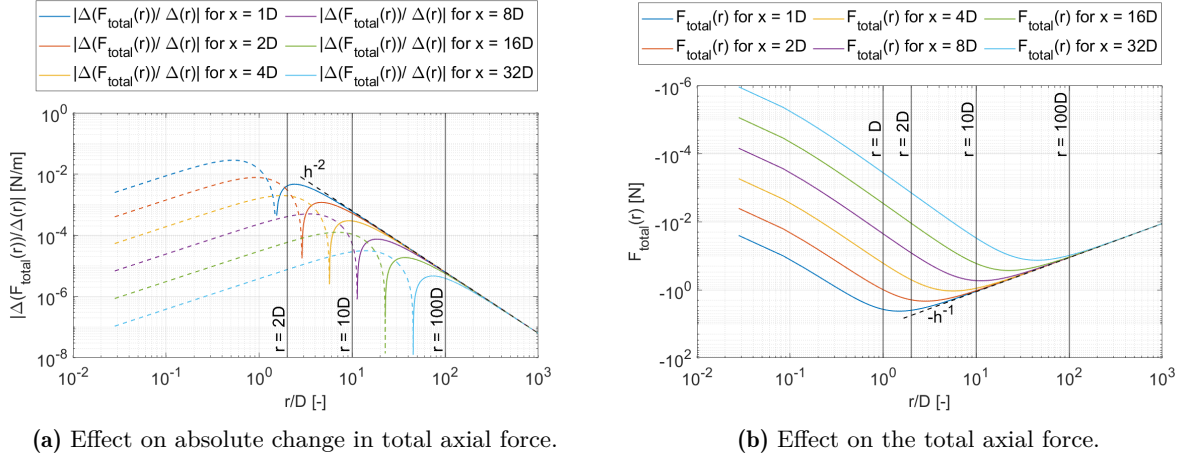 |Δ(F_total(r))/ Δ(r)| for x = 1D
|Δ(F_total(r))/ Δ(r)| for x = 2D
|Δ(F_total(r))/ Δ(r)| for x = 4D
|Δ(F_total(r))/ Δ(r)| for x = 8D
|Δ(F_total(r))/ Δ(r)| for x = 16D
|Δ(F_total(r))/ Δ(r)| for x = 32D
|Δ(F_total(r))/Δ(r)| [N/m]
10^0
10^-2
10^-4
10^-6
10^-8
h^-2
r = 2D
r = 10D
r = 100D
10^-2
10^-1
10^0
10^1
10^2
10^3
r/D [-]
(a) Effect on absolute change in total axial force.
F_total(r) for x = 1D
F_total(r) for x = 2D
F_total(r) for x = 4D
F_total(r) for x = 8D
F_total(r) for x = 16D
F_total(r) for x = 32D
F_total(r) [N]
-10^-6
-10^-4
-10^-2
-10^0
-10^2
r = D
r = 2D
r = 10D
r = 100D
-h^-1
10^-2
10^-1
10^0
10^1
10^2
10^3
r/D [-]
(b) Effect on the total axial force.